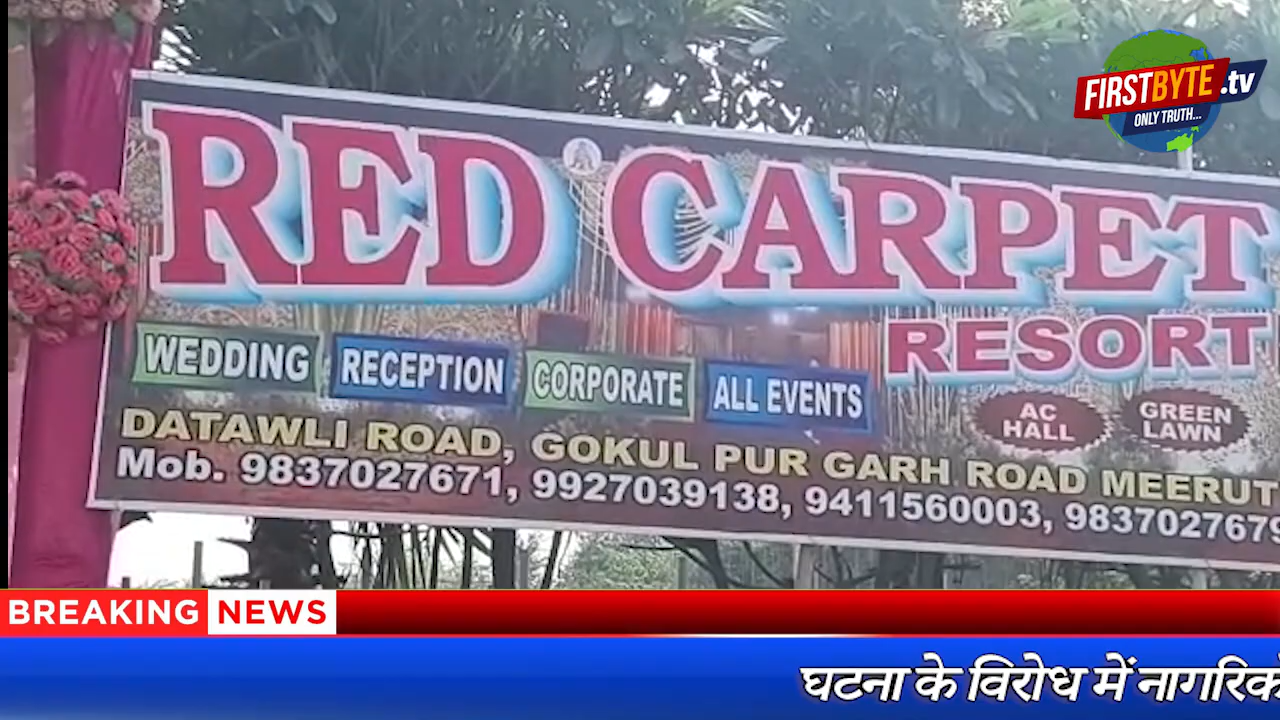 FIRSTBYTE.tv
ONLY TRUTH...
RED CARPET
RESORT
WEDDING RECEPTION CORPORATE ALL EVENTS
AC HALL
GREEN LAWN
DATAWLI ROAD, GOKUL PUR GARH ROAD MEERUT
Mob. 9837027671, 9927039138, 9411560003, 9837027679
BREAKING NEWS
घटना के विरोध में